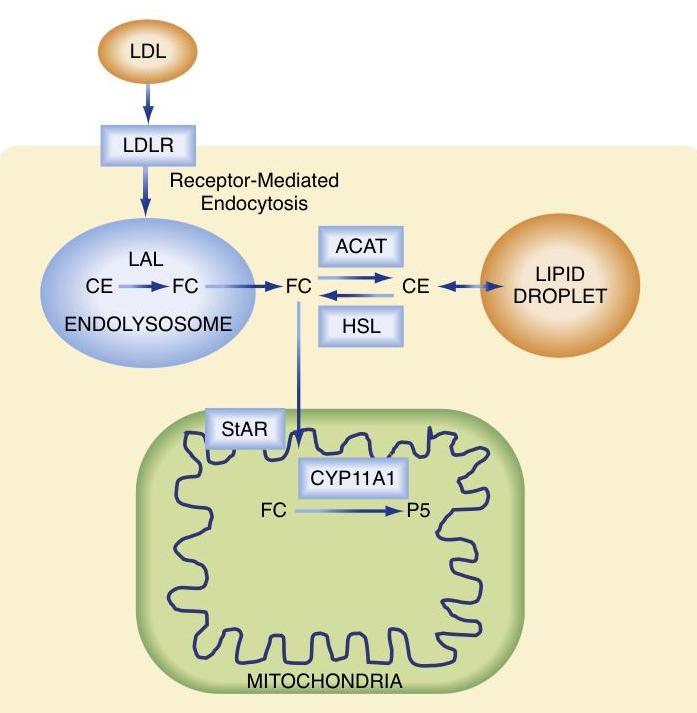 LDL
LDLR
Receptor-Mediated
Endocytosis
LAL
CE FC
ENDOLYSOSOME
FC
ACAT
HSL
CE
LIPID
DROPLET
StAR
CYP11A1
FC P5
MITOCHONDRIA